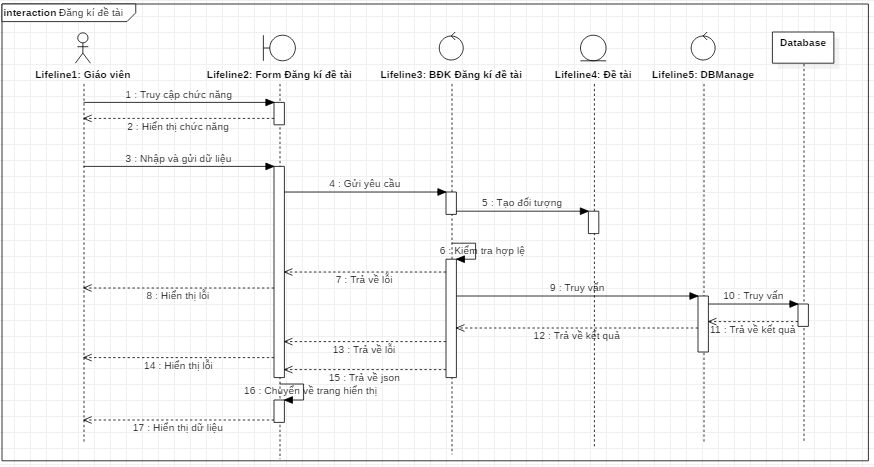 interaction Đăng kí đề tài
Database
Lifeline1: Giáo viên
Lifeline2: Form Đăng kí đề tài
Lifeline3: BĐK Đăng kí đề tài
Lifeline4: Đề tài
Lifeline5: DBManage
1 : Truy cập chức năng
2 : Hiển thị chức năng
3 : Nhập và gửi dữ liệu
4 : Gửi yêu cầu
5 : Tạo đối tượng
6 : Kiểm tra hợp lệ
7 : Trả về lỗi
8 : Hiển thị lỗi
9 : Truy vấn
10 : Truy vấn
11 : Trả về kết quả
12 : Trả về kết quả
13 : Trả về lỗi
14 : Hiển thị lỗi
15 : Trả về json
16 : Chuyển về trang hiển thị
17 : Hiển thị dữ liệu